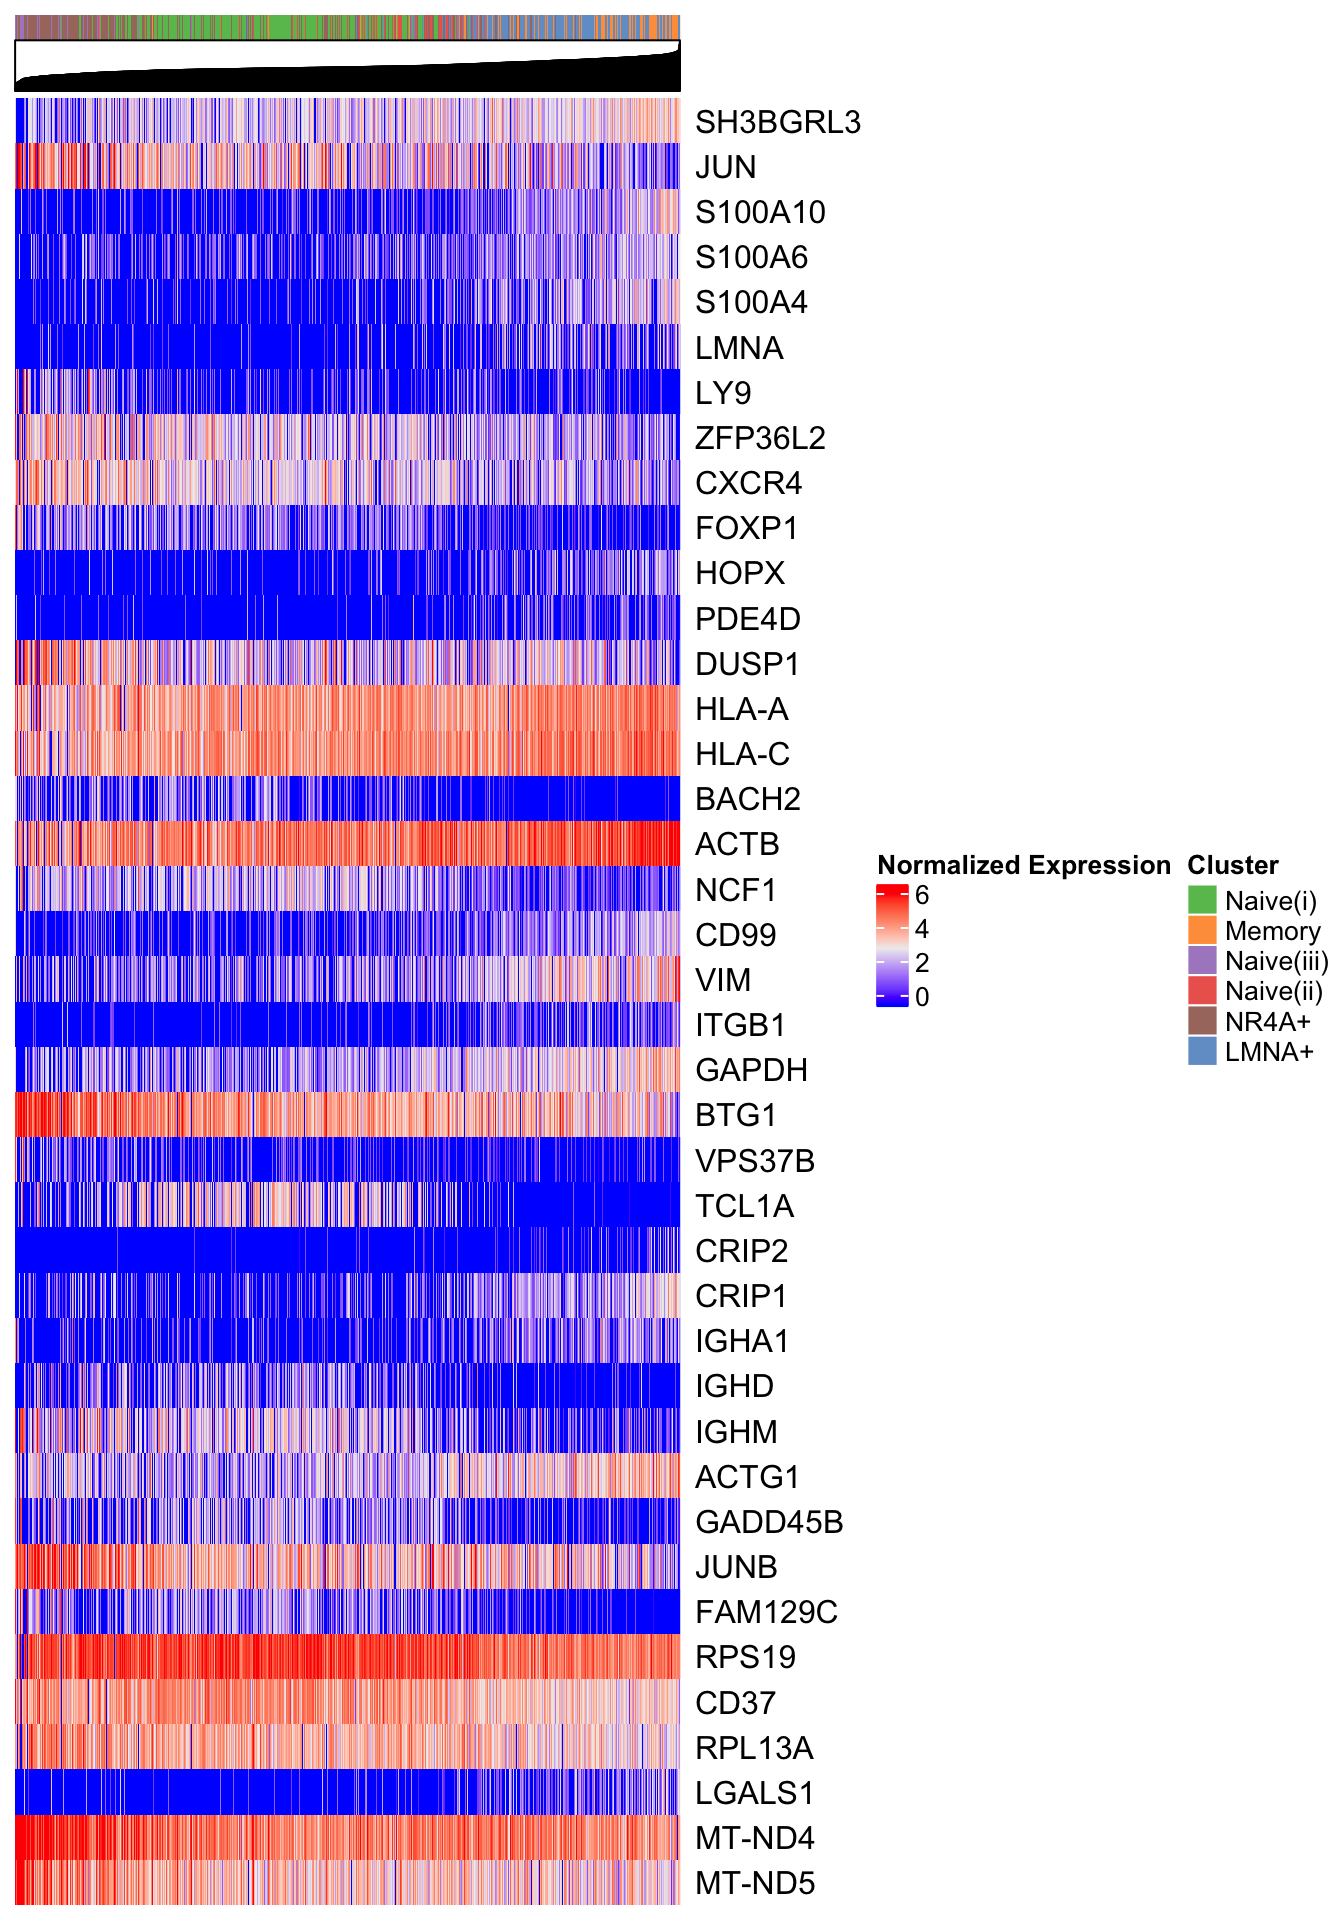 SH3BGRL3
JUN
S100A10
S100A6
S100A4
LMNA
LY9
ZFP36L2
CXCR4
FOXP1
HOPX
PDE4D
DUSP1
HLA-A
HLA-C
BACH2
ACTB
NCF1
CD99
VIM
ITGB1
GAPDH
BTG1
VPS37B
TCL1A
CRIP2
CRIP1
IGHA1
IGHD
IGHM
ACTG1
GADD45B
JUNB
FAM129C
RPS19
CD37
RPL13A
LGALS1
MT-ND4
MT-ND5
Normalized Expression
6
4
2
0
Cluster
Naive(i)
Memory
Naive(iii)
Naive(ii)
NR4A+
LMNA+